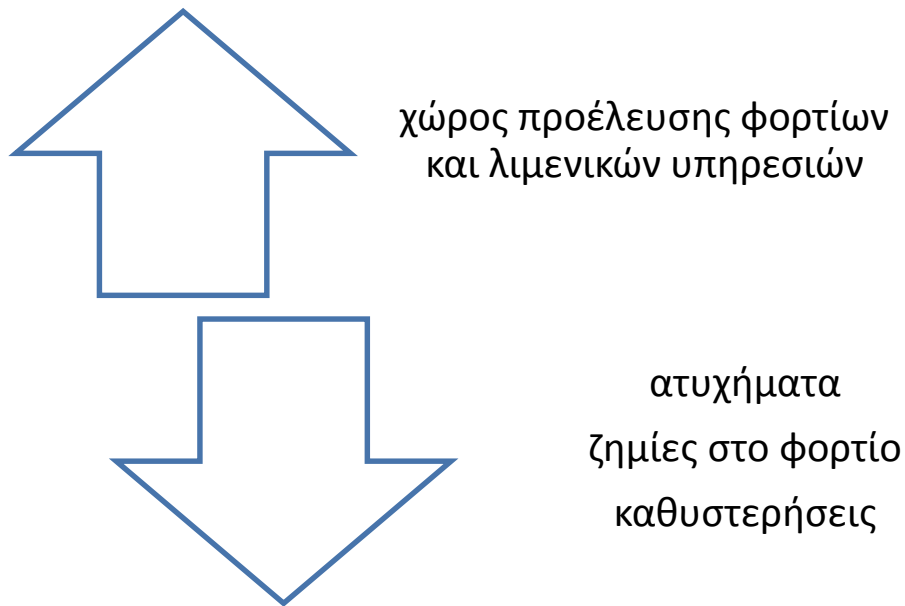 χώρος προέλευσης φορτίων
και λιμενικών υπηρεσιών
ατυχήματα
ζημίες στο φορτίο
καθυστερήσεις